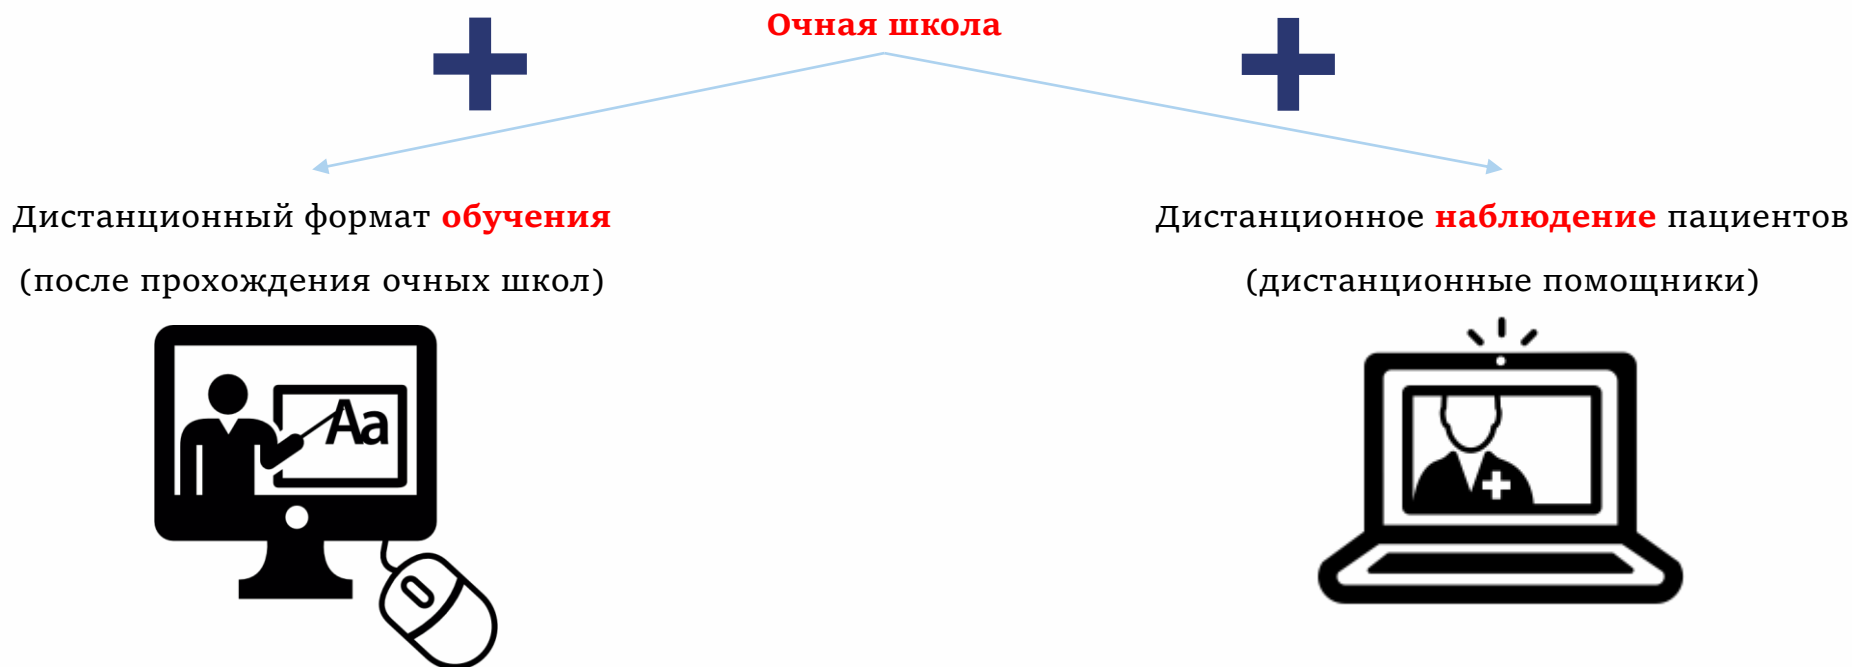 Очная школа
Дистанционный формат обучения
(после прохождения очных школ)
Aa
Дистанционное наблюдение пациентов
(дистанционные помощники)